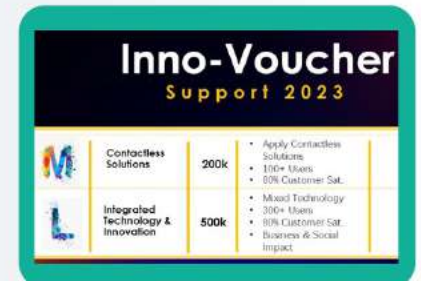 Inno-Voucher
Support 2023
M
Contactless
Solutions
200k
• Apply Contactless
Solutions
• 100+ Users
• 80% Customer Sat.
L
Integrated
Technology &
Innovation
500k
• Mixed Technology
• 300+ Users
• 80% Customer Sat.
• Business & Social
Impact